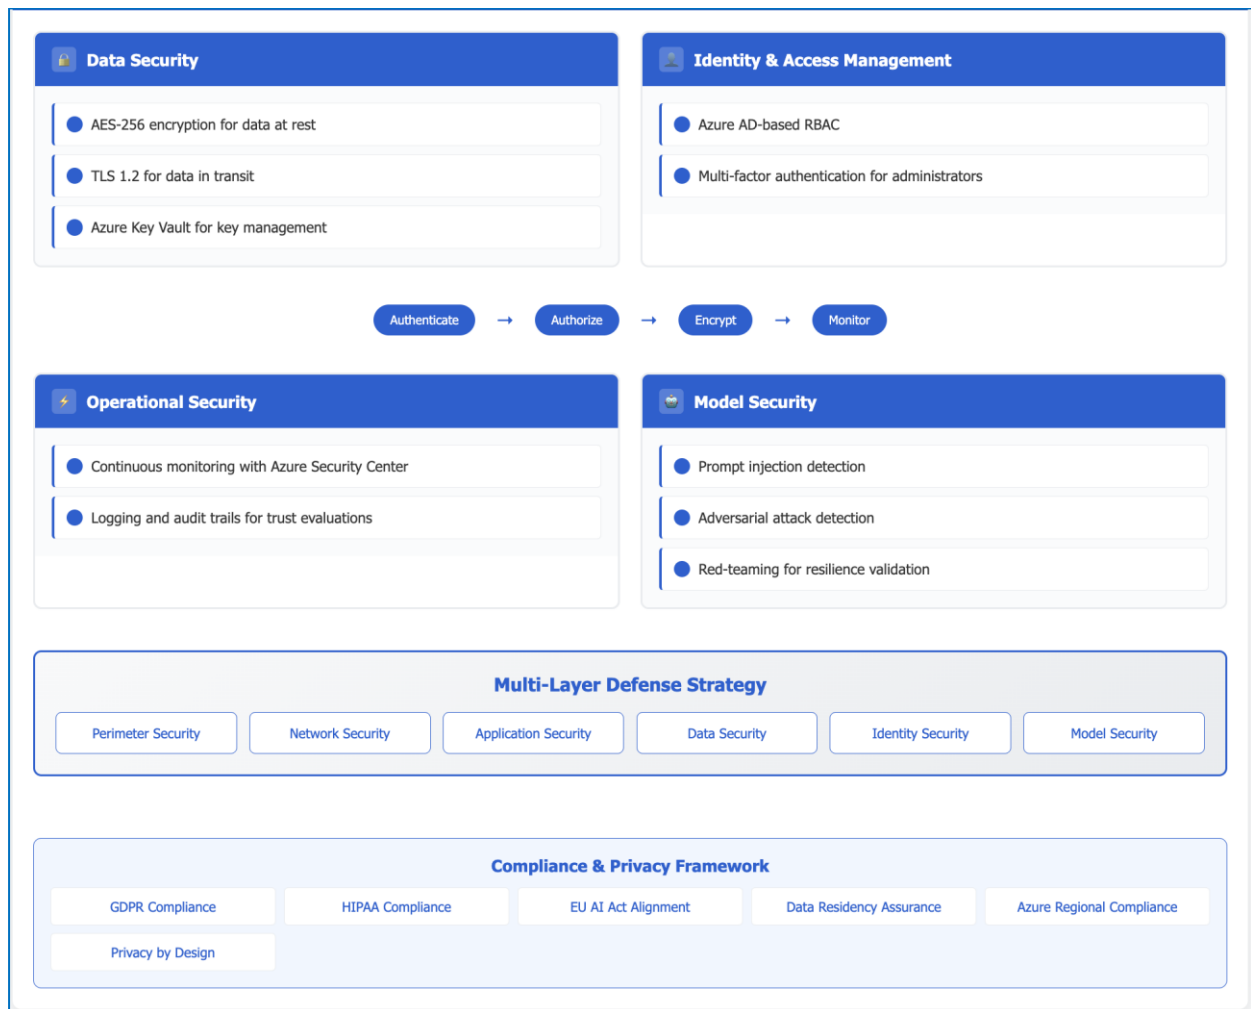 Data Security
AES-256 encryption for data at rest
TLS 1.2 for data in transit
Azure Key Vault for key management
Identity & Access Management
Azure AD-based RBAC
Multi-factor authentication for administrators
Authenticate → Authorize → Encrypt → Monitor
Operational Security
Continuous monitoring with Azure Security Center
Logging and audit trails for trust evaluations
Model Security
Prompt injection detection
Adversarial attack detection
Red-teaming for resilience validation
Multi-Layer Defense Strategy
Perimeter Security Network Security Application Security Data Security Identity Security Model Security
Compliance & Privacy Framework
GDPR Compliance HIPAA Compliance EU AI Act Alignment Data Residency Assurance Azure Regional Compliance
Privacy by Design